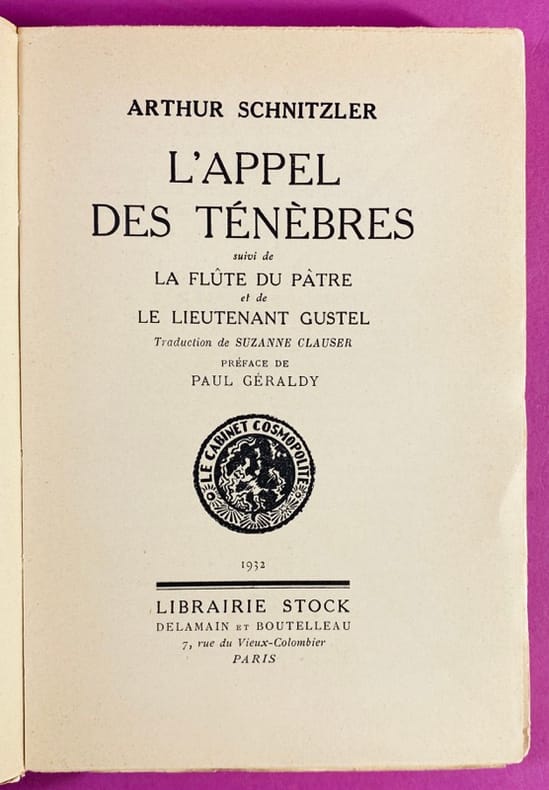 ARTHUR SCHNITZLER
L'APPEL
DES TÉNÈBRES
suivi de
LA FLÛTE DU PÂTRE
et de
LE LIEUTENANT GUSTEL
Traduction de SUZANNE CLAUSER
PRÉFACE DE
PAUL GÉRALDY
LE CABINET COSMOPOLITE
1932
LIBRAIRIE STOCK
DELAMAIN ET BOUTELLEAU
7, rue du Vieux-Colombier
PARIS